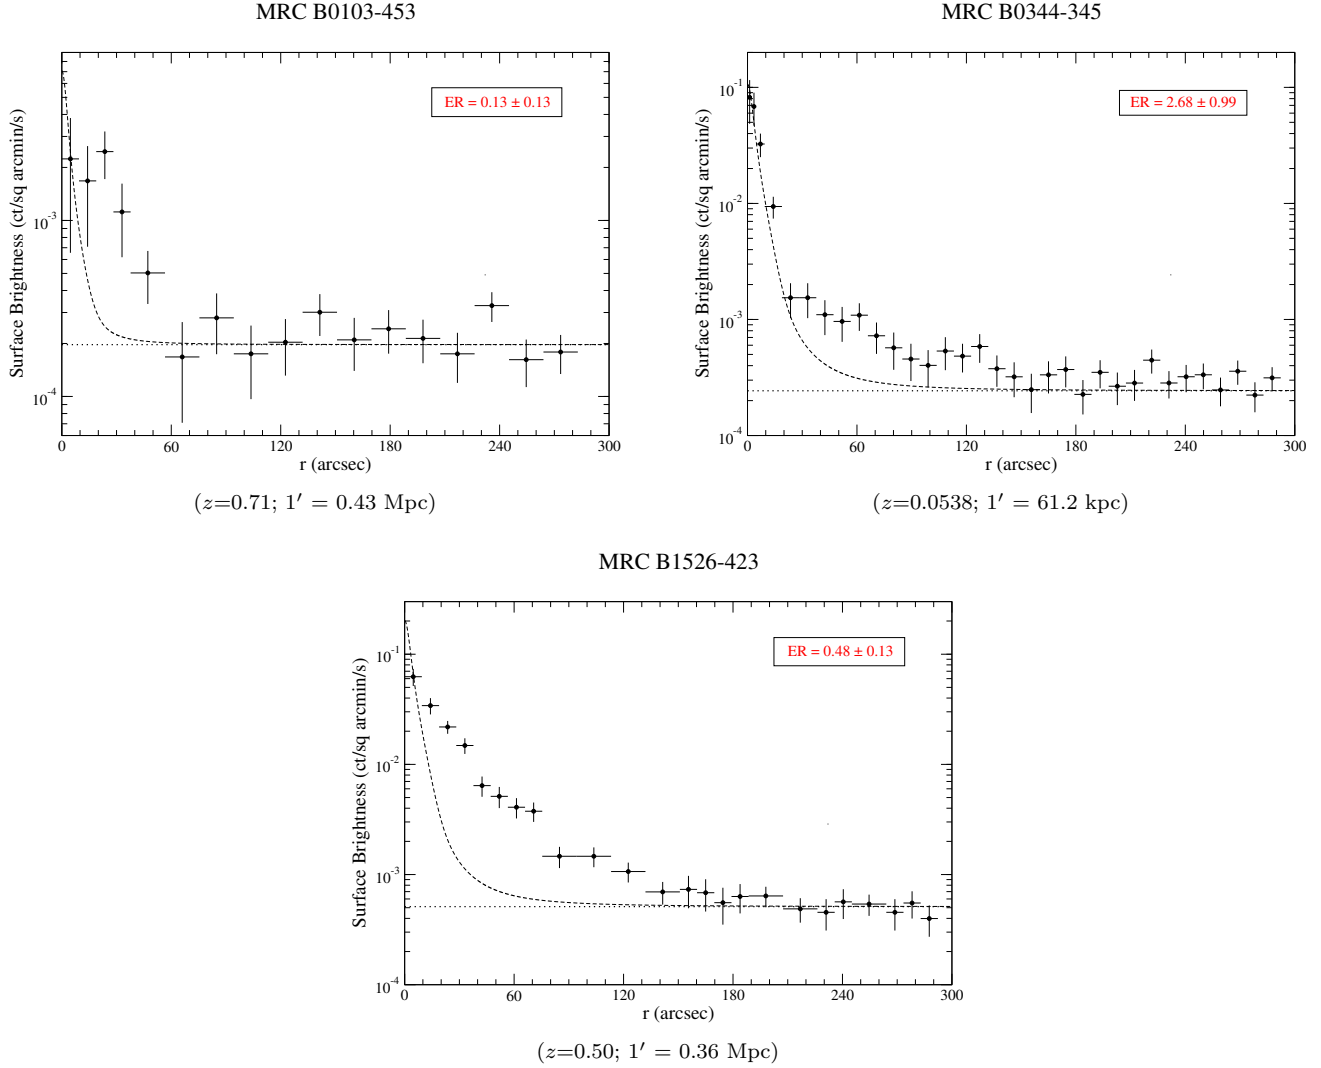 MRC B0103-453
ER = 0.13 ± 0.13
Surface Brightness (ct/sq arcmin/s)
10^-3
10^-4
0 60 120 180 240 300
r (arcsec)
(z=0.71; 1′ = 0.43 Mpc)
MRC B0344-345
ER = 2.68 ± 0.99
Surface Brightness (ct/sq arcmin/s)
10^-1
10^-2
10^-3
10^-4
0 60 120 180 240 300
r (arcsec)
(z=0.0538; 1′ = 61.2 kpc)
MRC B1526-423
ER = 0.48 ± 0.13
Surface Brightness (ct/sq arcmin/s)
10^-1
10^-2
10^-3
10^-4
0 60 120 180 240 300
r (arcsec)
(z=0.50; 1′ = 0.36 Mpc)